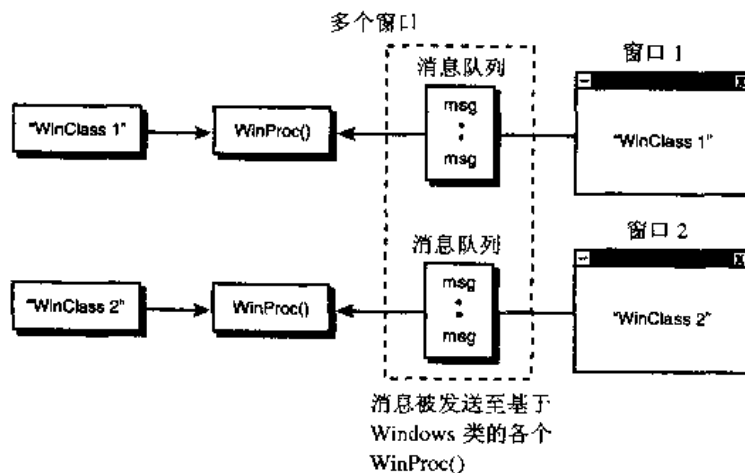 多个窗口
消息队列
窗口 1
"WinClass 1"
WinProc()
msg
msg
"WinClass 1"
消息队列
窗口 2
"WinClass 2"
WinProc()
msg
msg
"WinClass 2"
消息被发送至基于
Windows 类的各个
WinProc()